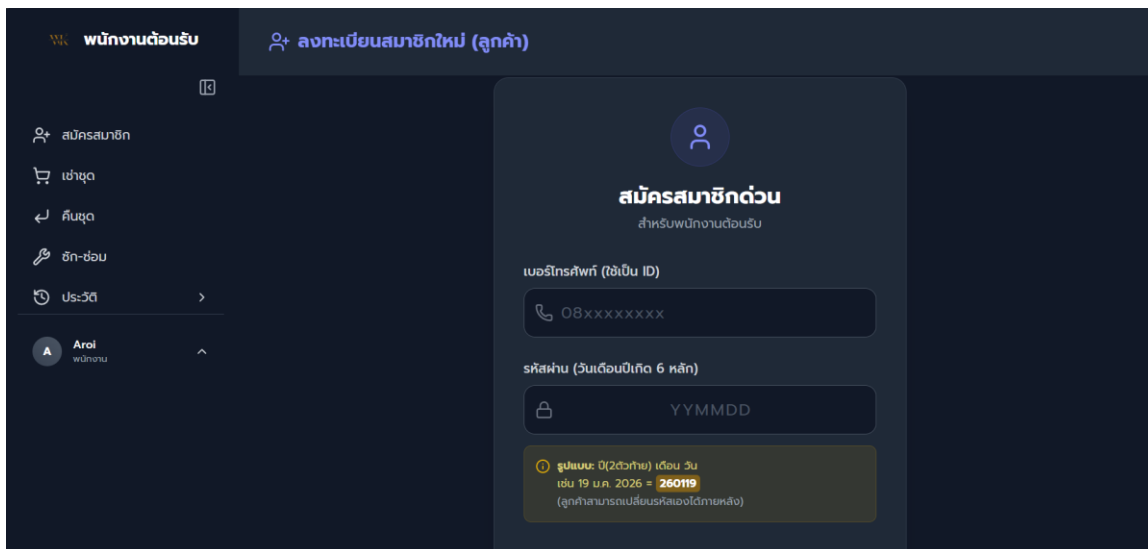 WK พนักงานต้อนรับ
ลงทะเบียนสมาชิกใหม่ (ลูกค้า)
สมัครสมาชิก
เช่าชุด
คืนชุด
ซัก-ซ่อม
ประวัติ
A Aroi
พนักงาน
สมัครสมาชิกด่วน
สำหรับพนักงานต้อนรับ
เบอร์โทรศัพท์ (ใช้เป็น ID)
08xxxxxxxx
รหัสผ่าน (วันเดือนปีเกิด 6 หลัก)
YYMMDD
รูปแบบ: ปี(2ตัวท้าย) เดือน วัน
เช่น 19 ม.ค. 2026 = 260119
(ลูกค้าสามารถเปลี่ยนรหัสเองได้ภายหลัง)